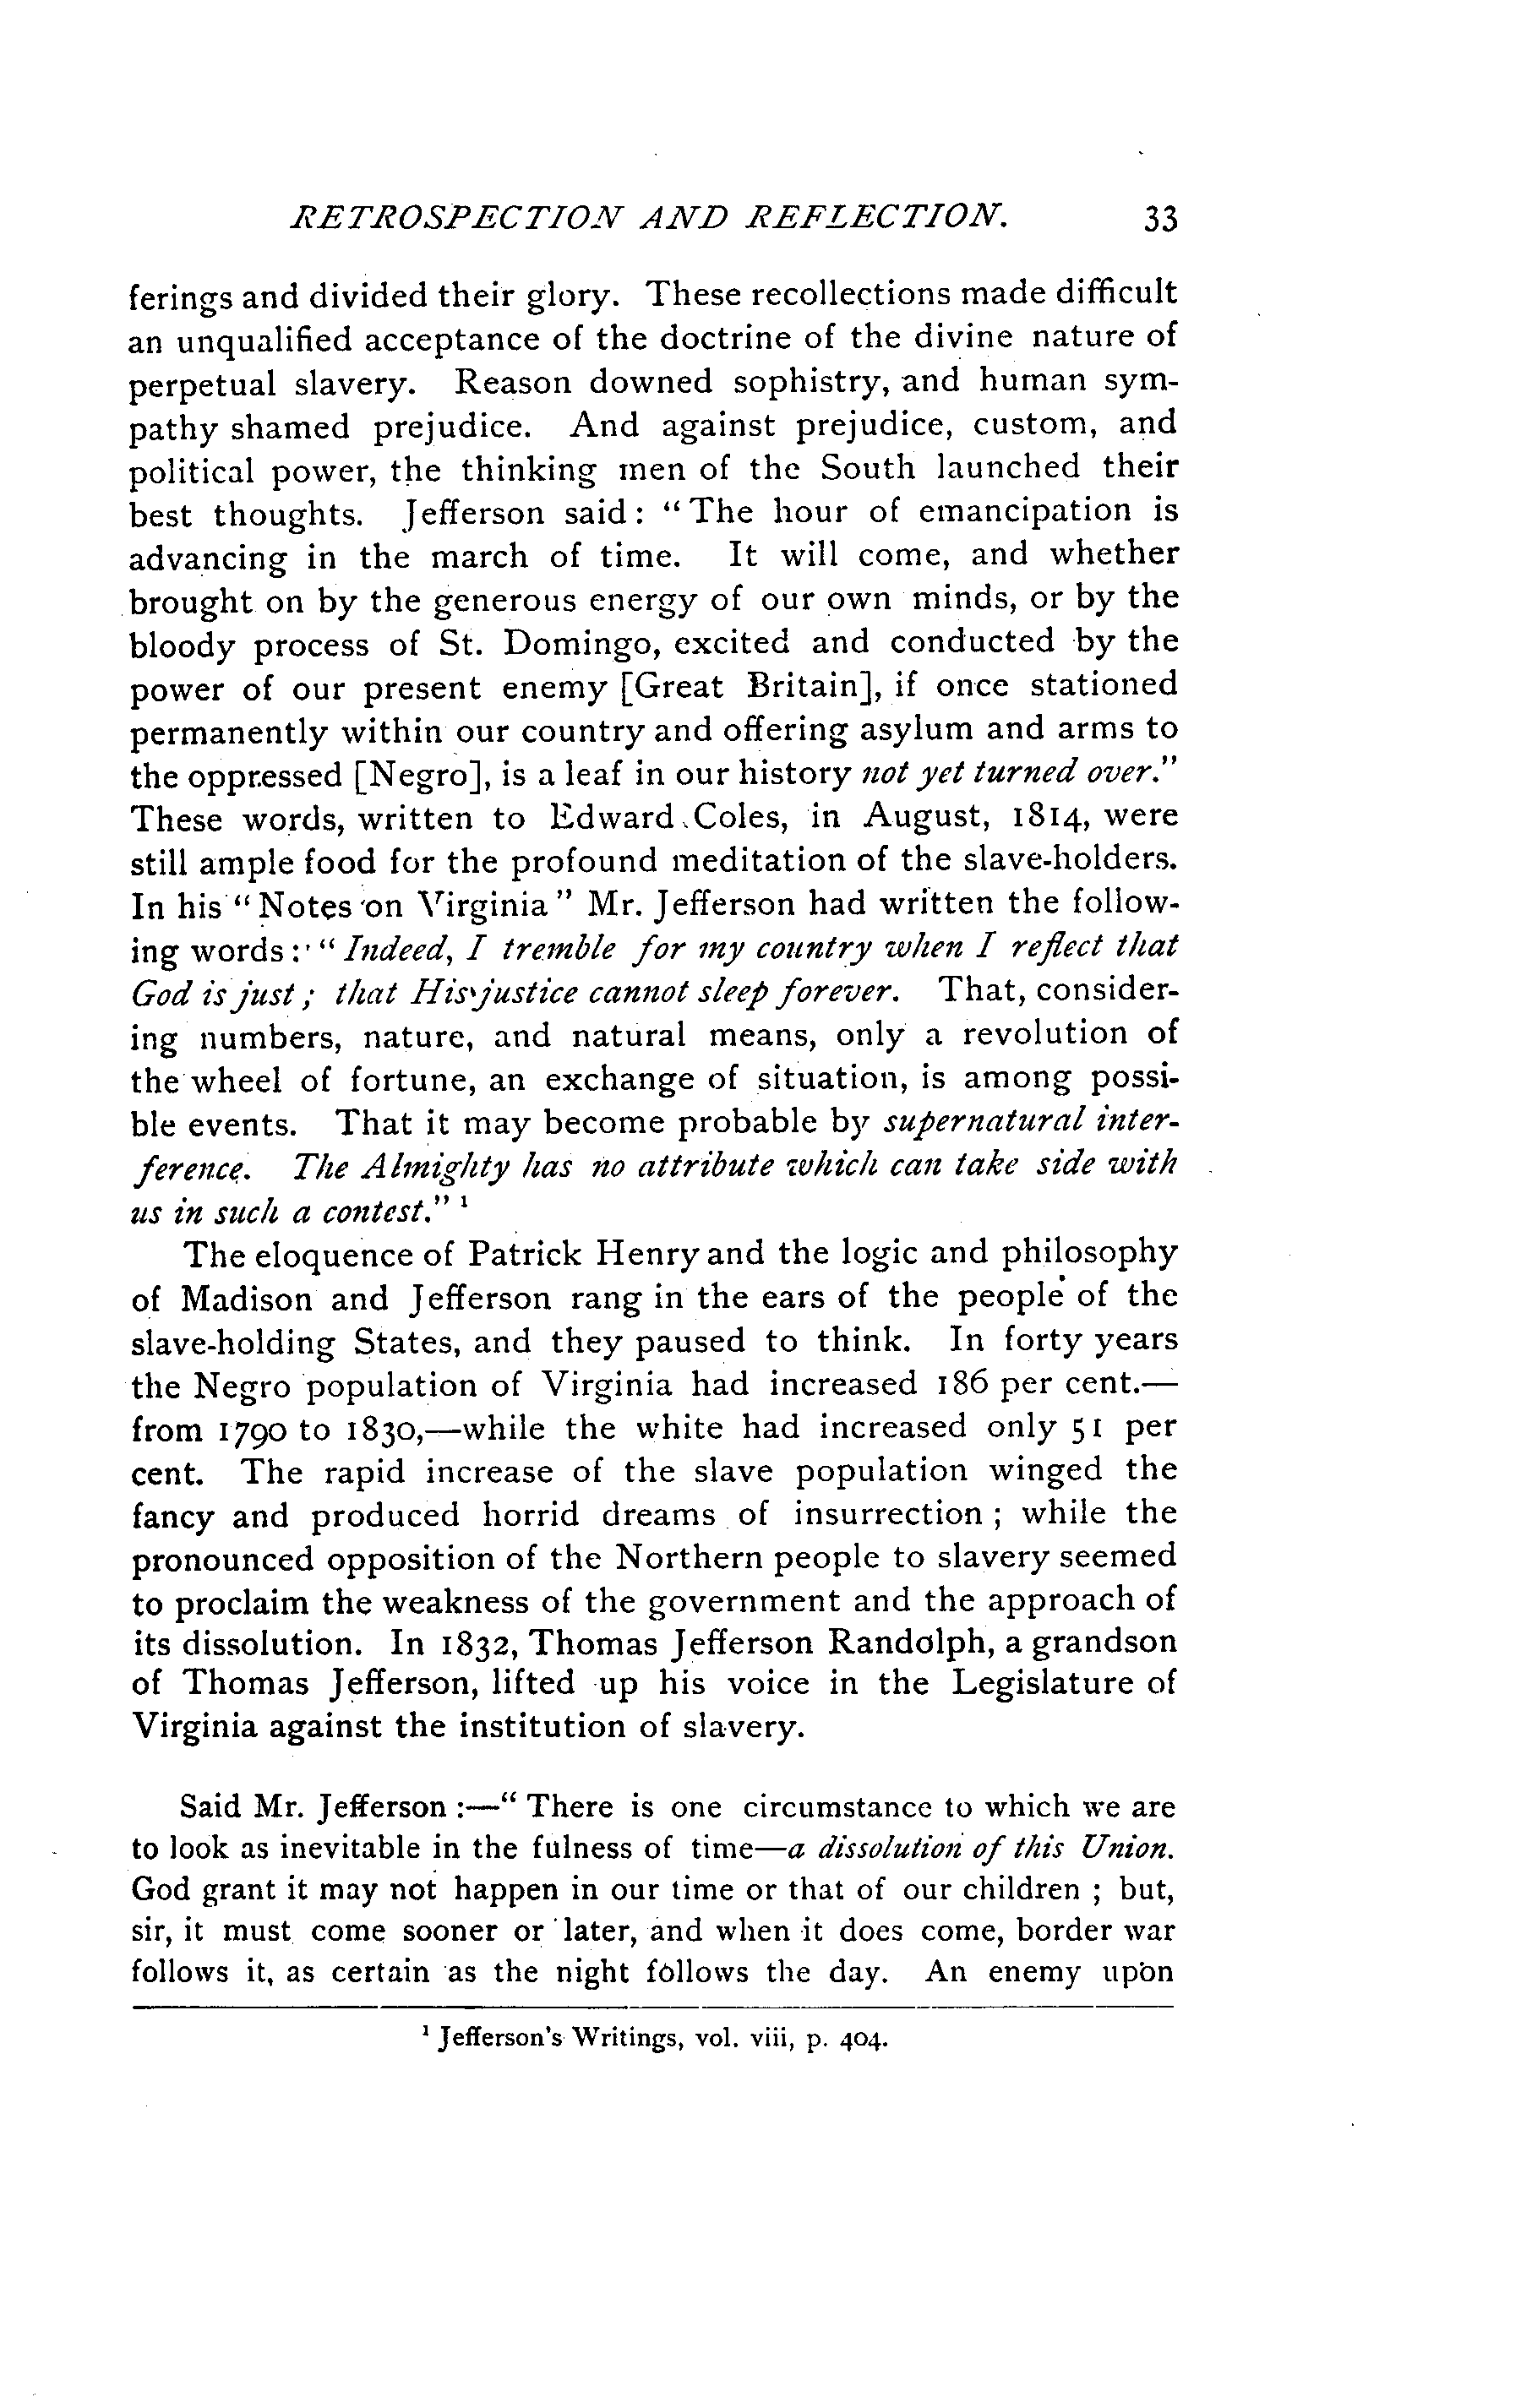 RETROSPECTION AND REFLECTION. 33
ferings and divided their glory. These recollections made difficult
an unqualified acceptance of the doctrine of the divine nature of
perpetual slavery. Reason downed sophistry, and human sym-
pathy shamed prejudice. And against prejudice, custom, and
political power, the thinking men of the South launched their
best thoughts. Jefferson said: "The hour of emancipation is
advancing in the march of time. It will come, and whether
brought on by the generous energy of our own minds, or by the
bloody process of St. Domingo, excited and conducted by the
power of our present enemy [Great Britain], if once stationed
permanently within our country and offering asylum and arms to
the oppressed [Negro], is a leaf in our history not yet turned over."
These words, written to Edward Coles, in August, 1814, were
still ample food for the profound meditation of the slave-holders.
In his "Notes on Virginia" Mr. Jefferson had written the follow-
ing words: "Indeed, I tremble for my country when I reflect that
God is just; that His justice cannot sleep forever. That, consider-
ing numbers, nature, and natural means, only a revolution of
the wheel of fortune, an exchange of situation, is among possi-
ble events. That it may become probable by supernatural inter-
ference. The Almighty has no attribute which can take side with
us in such a contest." ¹
The eloquence of Patrick Henry and the logic and philosophy
of Madison and Jefferson rang in the ears of the people of the
slave-holding States, and they paused to think. In forty years
the Negro population of Virginia had increased 186 per cent.—
from 1790 to 1830,—while the white had increased only 51 per
cent. The rapid increase of the slave population winged the
fancy and produced horrid dreams of insurrection; while the
pronounced opposition of the Northern people to slavery seemed
to proclaim the weakness of the government and the approach of
its dissolution. In 1832, Thomas Jefferson Randolph, a grandson
of Thomas Jefferson, lifted up his voice in the Legislature of
Virginia against the institution of slavery.
Said Mr. Jefferson:—"There is one circumstance to which we are
to look as inevitable in the fulness of time—a dissolution of this Union.
God grant it may not happen in our time or that of our children; but,
sir, it must come sooner or later, and when it does come, border war
follows it, as certain as the night follows the day. An enemy upon
¹ Jefferson's Writings, vol. viii, p. 404.